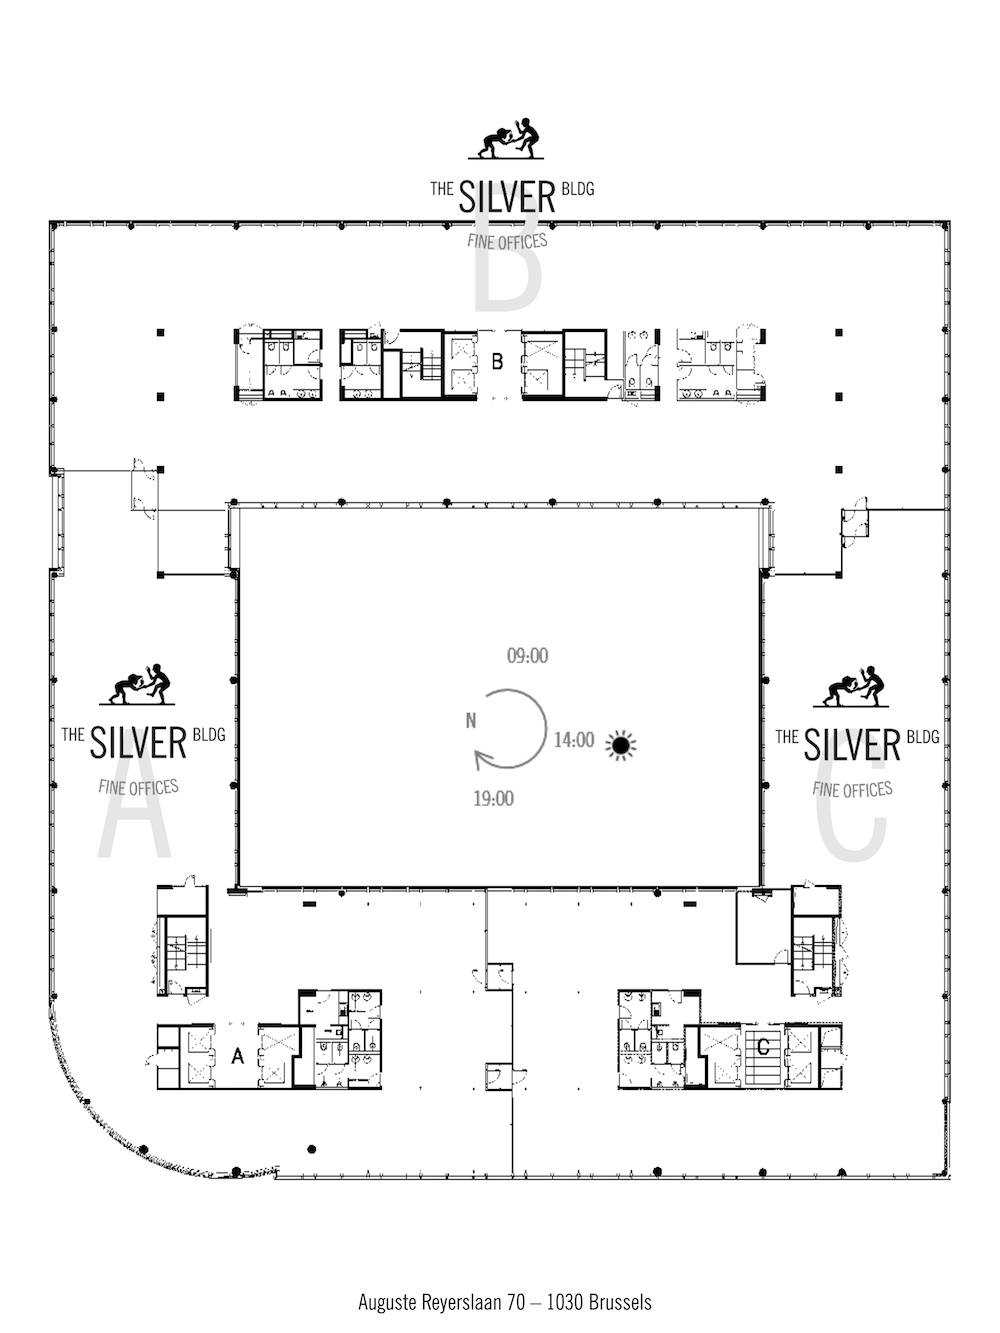 THE SILVER BLDG
B
FINE OFFICES
B
09:00
N
14:00
19:00
THE SILVER BLDG
A
FINE OFFICES
THE SILVER BLDG
C
FINE OFFICES
A
C
Auguste Reyerslaan 70 – 1030 Brussels